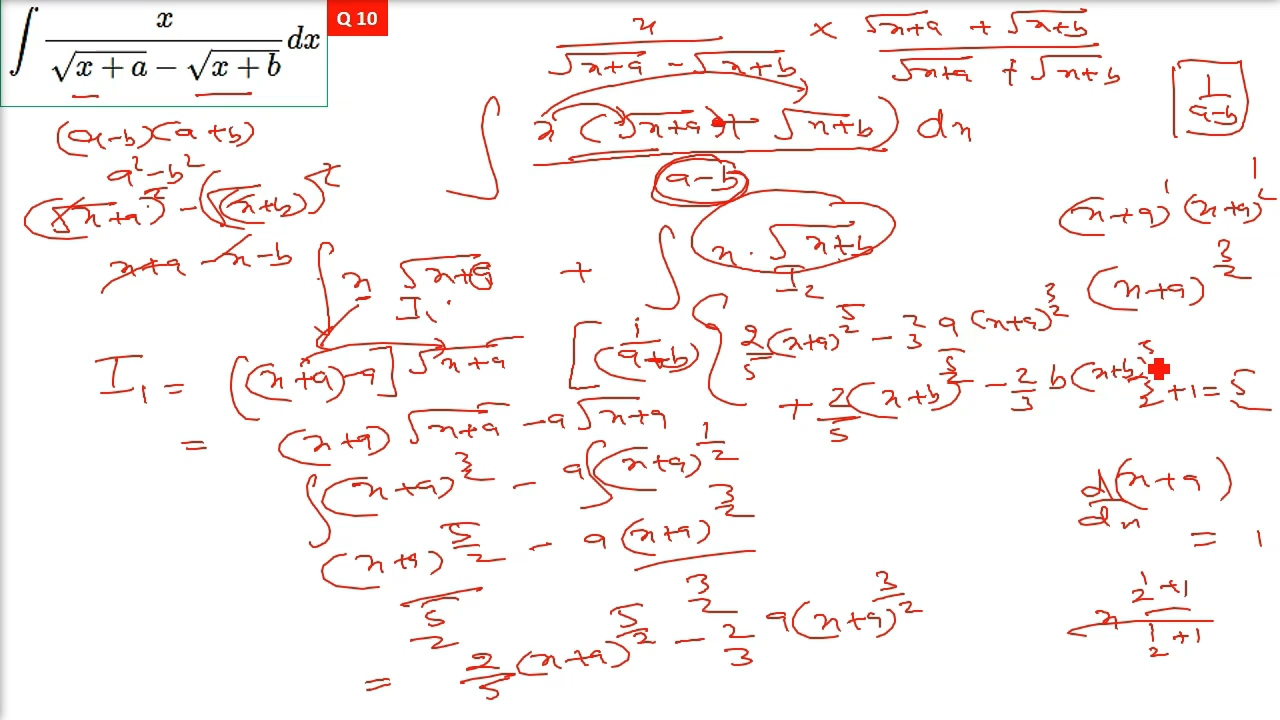 ∫ x / (√(x+a) − √(x+b)) dx
Q 10
x / (√(x+a) − √(x+b)) × (√(x+a) + √(x+b)) / (√(x+a) + √(x+b))
1/(a−b)
∫ x (√(x+a) + √(x+b)) / (a−b) dx
(a−b)(a+b)
a² − b²
(√(x+a))² − (√(x+b))²
x+a − x − b
∫ x √(x+a) + ∫ x · √(x+b)
I₁ I₂
(x+a)¹ (x+a)^(1/2)
(x+a)^(3/2)
I₁ = ((x+a)−a] √(x+a)
= (x+a) √(x+a) − a √(x+a)
∫ (x+a)^(3/2) − a ∫ (x+a)^(1/2)
(x+a)^(5/2) / (5/2) − a (x+a)^(3/2) / (3/2)
= 2/5 (x+a)^(5/2) − 2/3 a(x+a)^(3/2)
[1/(a+b) { 2/5 (x+a)^(5/2) − 2/3 a (x+a)^(3/2)
+ 2/5 (x+b)^(5/2) − 2/3 b (x+b)^3
3/2 + 1 = 5
d/dx (x+a)
= 1
x^(1/2 + 1) / (1/2 + 1)